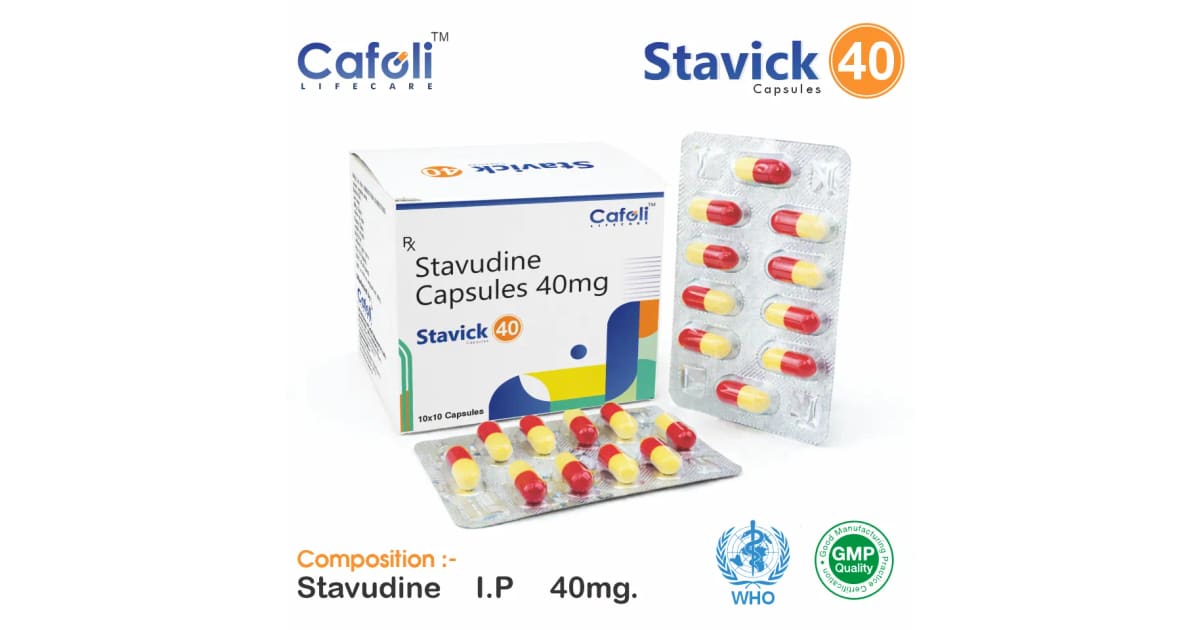 Cafoli™
LIFECARE
Stavick 40
Capsules
Stavick 40
Cafoli™
LIFECARE
Rx
Stavudine
Capsules 40mg
Stavick 40
CAPSULES
10x10 Capsules
Cafoli
Composition :-
Stavudine I.P 40mg.
WHO
Good Manufacturing Practice Certification
GMP
Quality